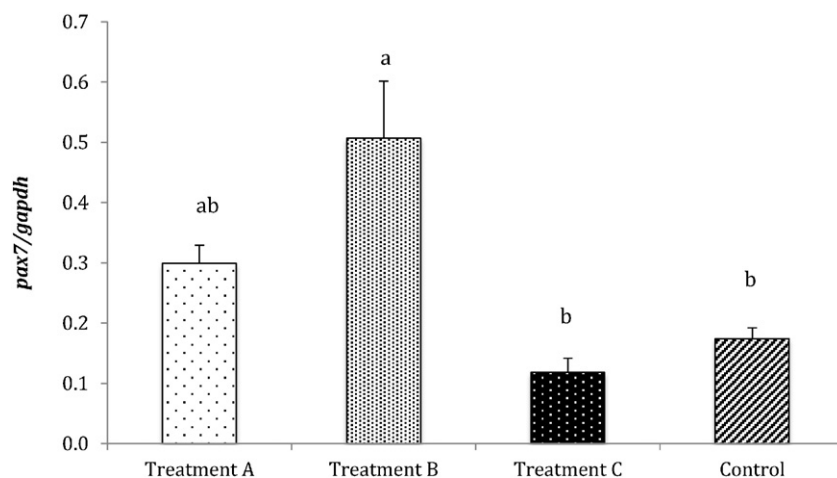 0.7
0.6
0.5
0.4
0.3
0.2
0.1
0.0
pax7/gapdh
ab
a
b
b
Treatment A
Treatment B
Treatment C
Control